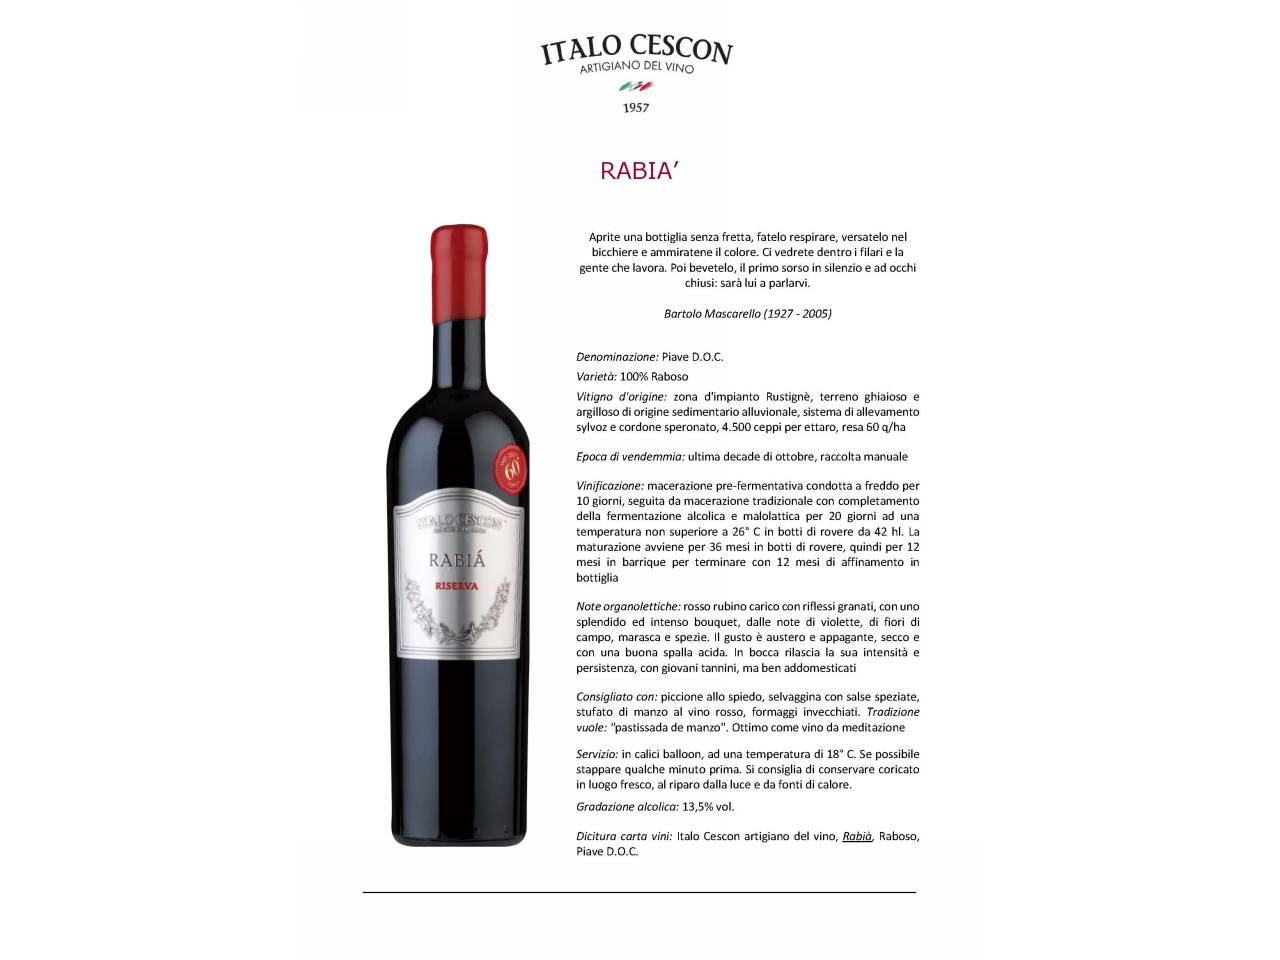 ITALO CESCON
ARTIGIANO DEL VINO
1957
RABIA’
Aprite una bottiglia senza fretta, fatelo respirare, versatelo nel
bicchiere e ammiratene il colore. Ci vedrete dentro i filari e la
gente che lavora. Poi bevetelo, il primo sorso in silenzio e ad occhi
chiusi: sarà lui a parlarvi.
Bartolo Mascarello (1927 - 2005)
Denominazione: Piave D.O.C.
Varietà: 100% Raboso
Vitigno d'origine: zona d'impianto Rustignè, terreno ghiaioso e
argilloso di origine sedimentario alluvionale, sistema di allevamento
sylvoz e cordone speronato, 4.500 ceppi per ettaro, resa 60 q/ha
Epoca di vendemmia: ultima decade di ottobre, raccolta manuale
Vinificazione: macerazione pre-fermentativa condotta a freddo per
10 giorni, seguita da macerazione tradizionale con completamento
della fermentazione alcolica e malolattica per 20 giorni ad una
temperatura non superiore a 26° C in botti di rovere da 42 hl. La
maturazione avviene per 36 mesi in botti di rovere, quindi per 12
mesi in barrique per terminare con 12 mesi di affinamento in
bottiglia
Note organolettiche: rosso rubino carico con riflessi granati, con uno
splendido ed intenso bouquet, dalle note di violette, di fiori di
campo, marasca e spezie. Il gusto è austero e appagante, secco e
con una buona spalla acida. In bocca rilascia la sua intensità e
persistenza, con giovani tannini, ma ben addomesticati
Consigliato con: piccione allo spiedo, selvaggina con salse speziate,
stufato di manzo al vino rosso, formaggi invecchiati. Tradizione
vuole: "pastissada de manzo". Ottimo come vino da meditazione
Servizio: in calici balloon, ad una temperatura di 18° C. Se possibile
stappare qualche minuto prima. Si consiglia di conservare coricato
in luogo fresco, al riparo dalla luce e da fonti di calore.
Gradazione alcolica: 13,5% vol.
Dicitura carta vini: Italo Cescon artigiano del vino, Rabià, Raboso,
Piave D.O.C.
60°
ITALO CESCON
RABIÁ
RISERVA